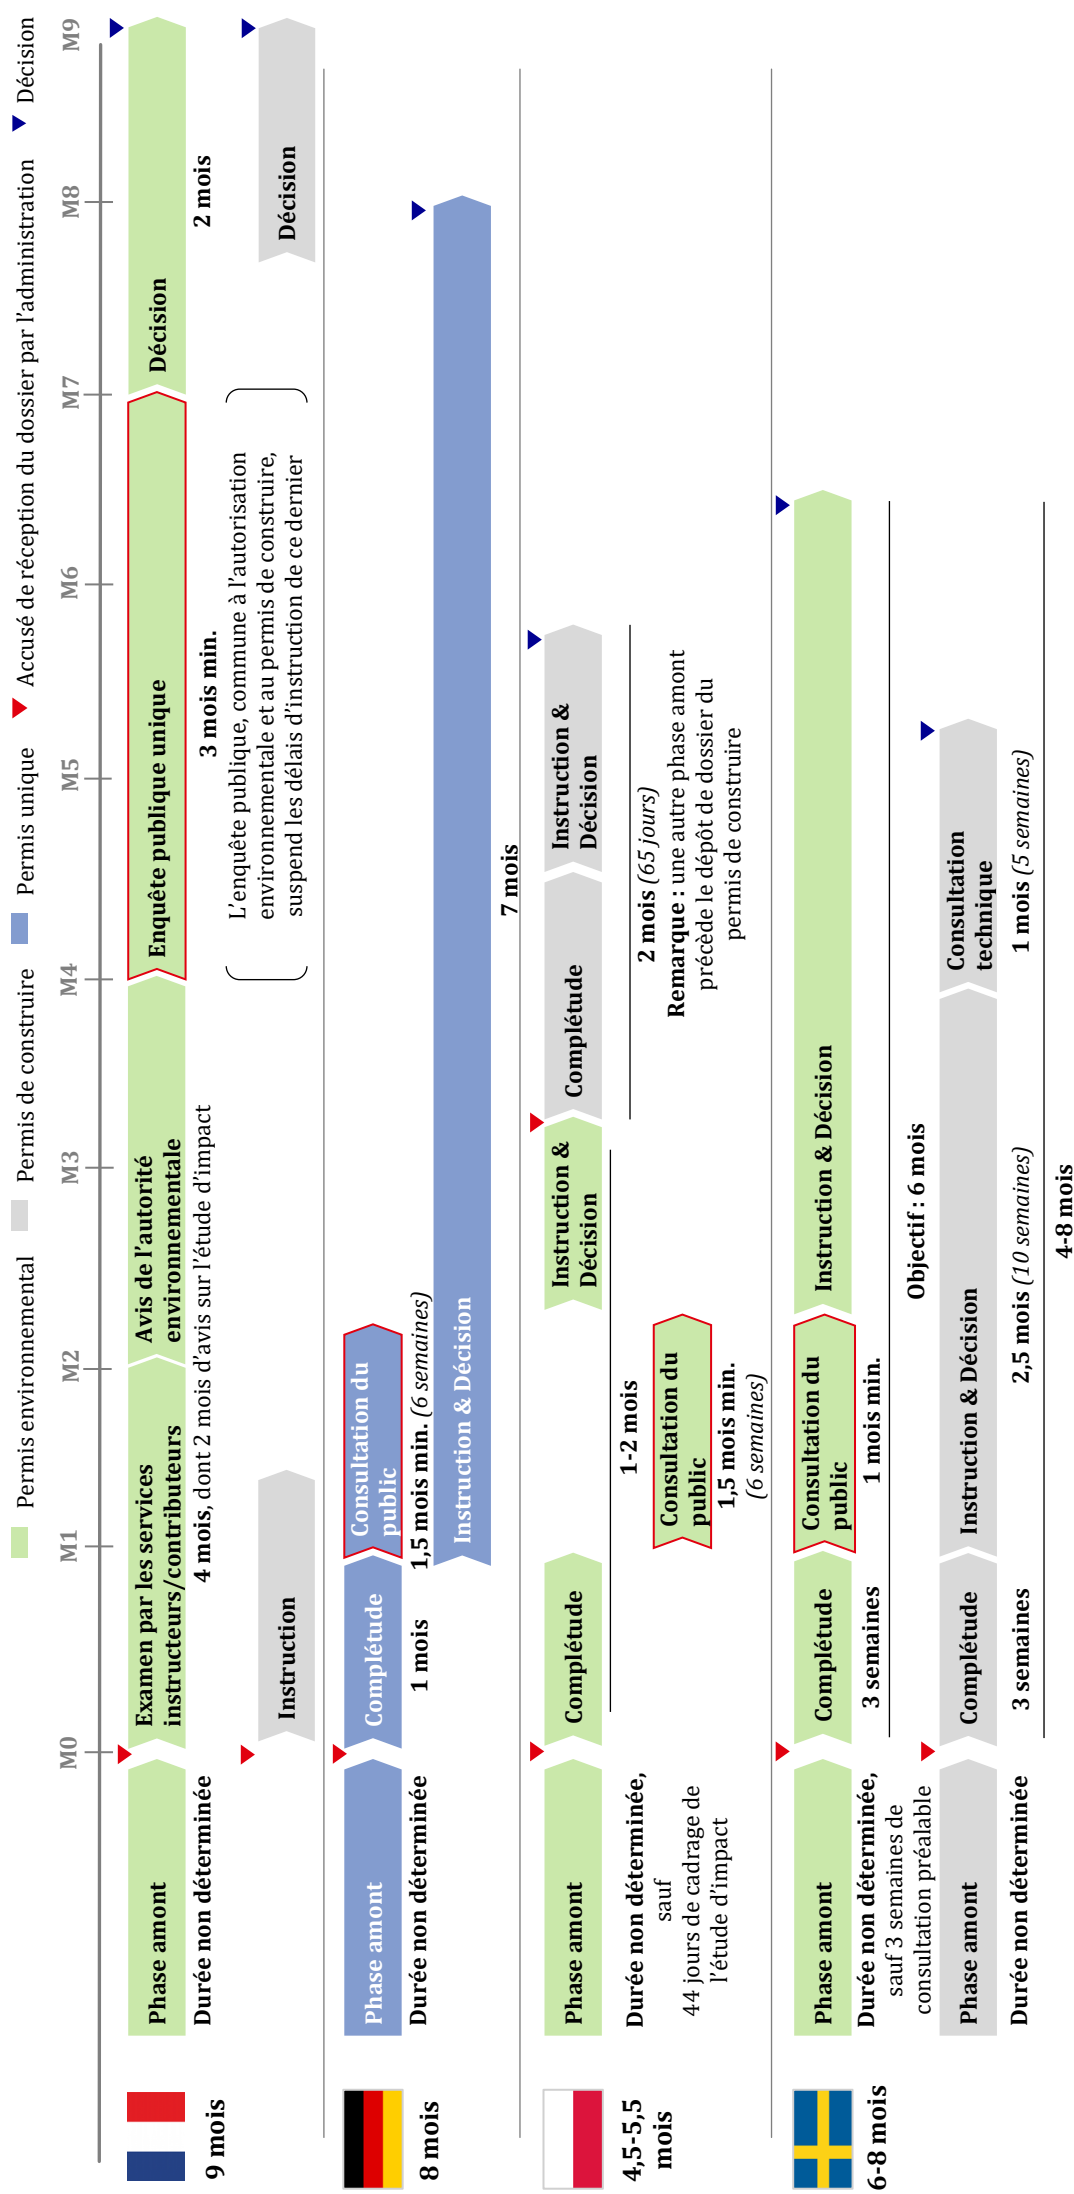 Permis environnemental
Permis de construire
Permis unique
Accusé de réception du dossier par l'administration
Décision
M0
M1
M2
M3
M4
M5
M6
M7
M8
M9
9 mois
Phase amont
Durée non déterminée
Examen par les services
instructeurs/contributeurs
Avis de l'autorité
environnementale
4 mois, dont 2 mois d'avis sur l'étude d'impact
Enquête publique unique
3 mois min.
Décision
2 mois
Instruction
L'enquête publique, commune à l'autorisation
environnementale et au permis de construire,
suspend les délais d'instruction de ce dernier
Décision
8 mois
Phase amont
Durée non déterminée
Complétude
1 mois
Consultation du
public
1,5 mois min. (6 semaines)
Instruction & Décision
7 mois
4,5-5,5
mois
Phase amont
Durée non déterminée,
sauf
44 jours de cadrage de
l'étude d'impact
Complétude
Instruction &
Décision
1-2 mois
Consultation du
public
1,5 mois min.
(6 semaines)
Complétude
Instruction &
Décision
2 mois (65 jours)
Remarque : une autre phase amont
précède le dépôt de dossier du
permis de construire
6-8 mois
Phase amont
Durée non déterminée,
sauf 3 semaines de
consultation préalable
Complétude
3 semaines
Consultation du
public
1 mois min.
Instruction & Décision
Objectif : 6 mois
Phase amont
Durée non déterminée
Complétude
3 semaines
Instruction & Décision
2,5 mois (10 semaines)
Consultation
technique
1 mois (5 semaines)
4-8 mois